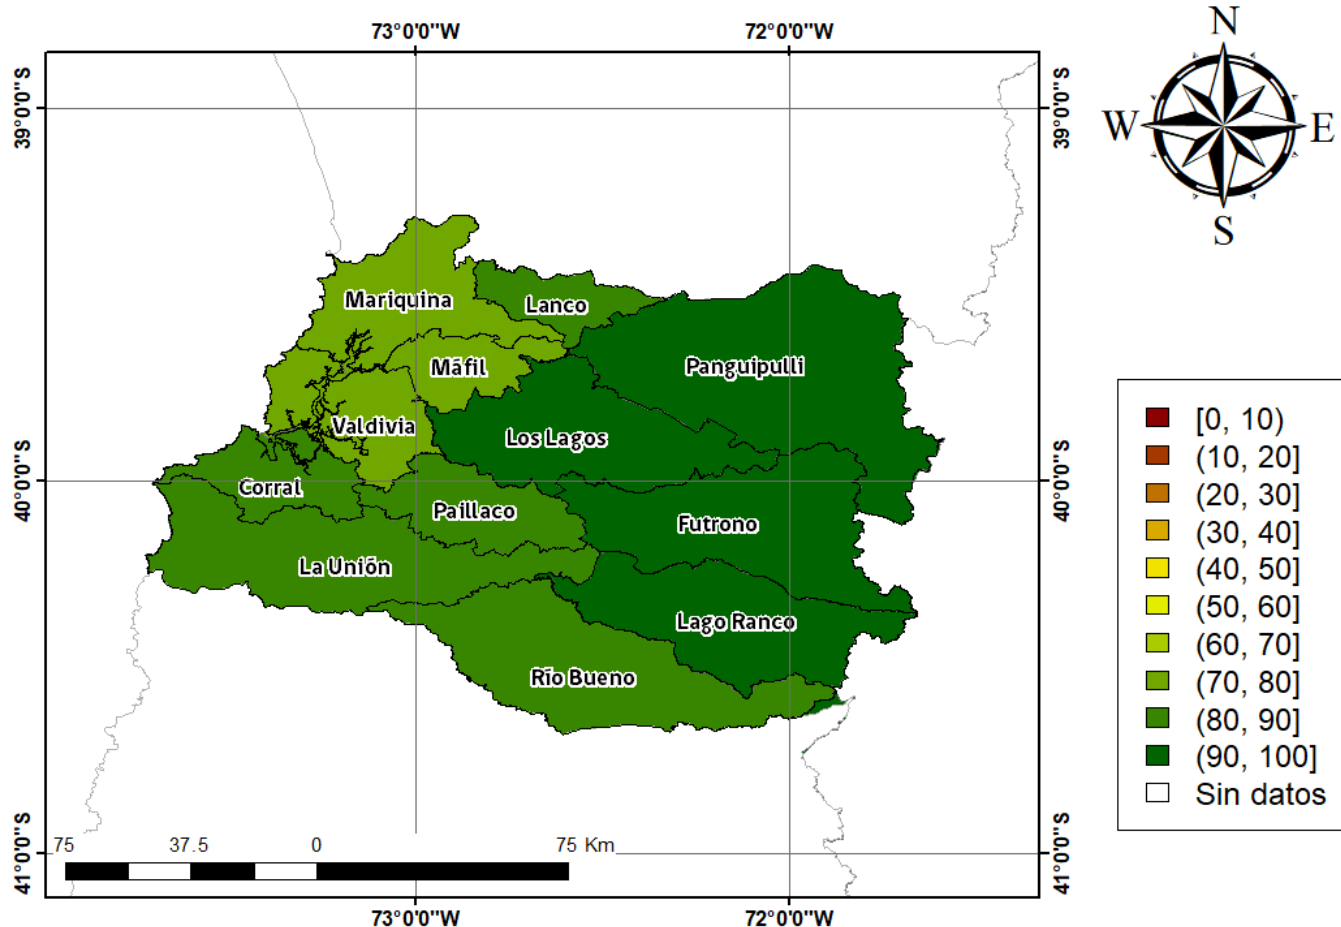 73°0'0"W
72°0'0"W
N
W
E
S
39°0'0"S
39°0'0"S
Mariquina
Lanco
Máfil
Panguipulli
Valdivia
Los Lagos
40°0'0"S
40°0'0"S
Corral
Paillaco
Futrono
La Unión
Lago Ranco
Río Bueno
[0, 10)
(10, 20]
(20, 30]
(30, 40]
(40, 50]
(50, 60]
(60, 70]
(70, 80]
(80, 90]
(90, 100]
Sin datos
75 37.5 0 75 Km
41°0'0"S
41°0'0"S
73°0'0"W
72°0'0"W